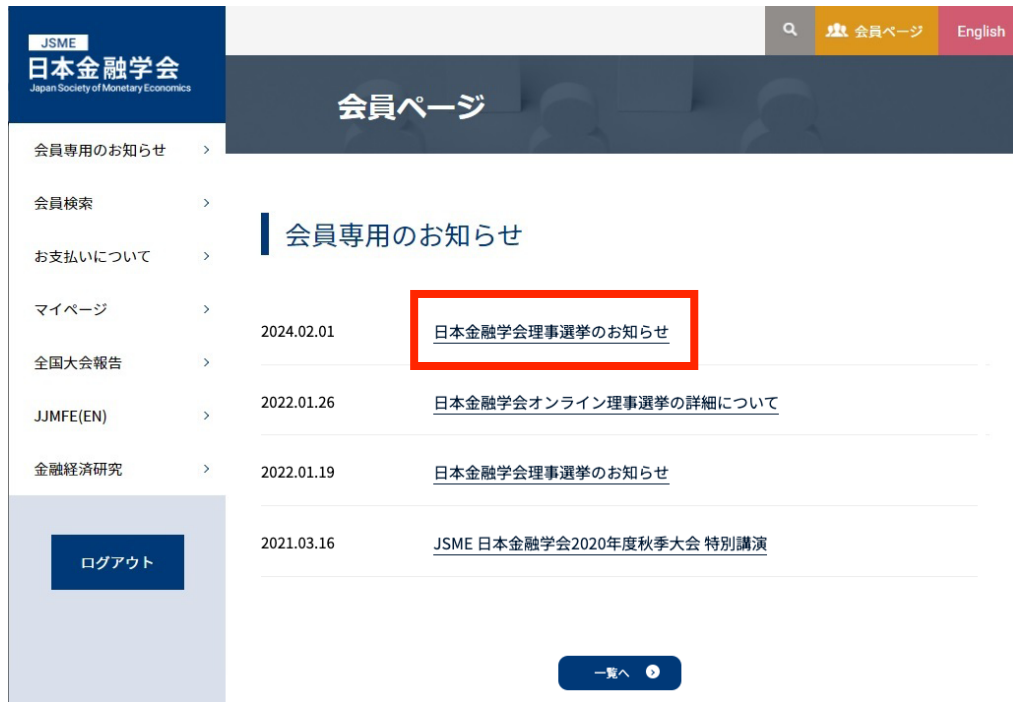 JSME
日本金融学会
Japan Society of Monetary Economics
会員ページ
English
会員ページ
会員専用のお知らせ
会員検索
お支払いについて
マイページ
全国大会報告
JJMFE(EN)
金融経済研究
ログアウト
会員専用のお知らせ
2024.02.01 日本金融学会理事選挙のお知らせ
2022.01.26 日本金融学会オンライン理事選挙の詳細について
2022.01.19 日本金融学会理事選挙のお知らせ
2021.03.16 JSME 日本金融学会2020年度秋季大会 特別講演
一覧へ